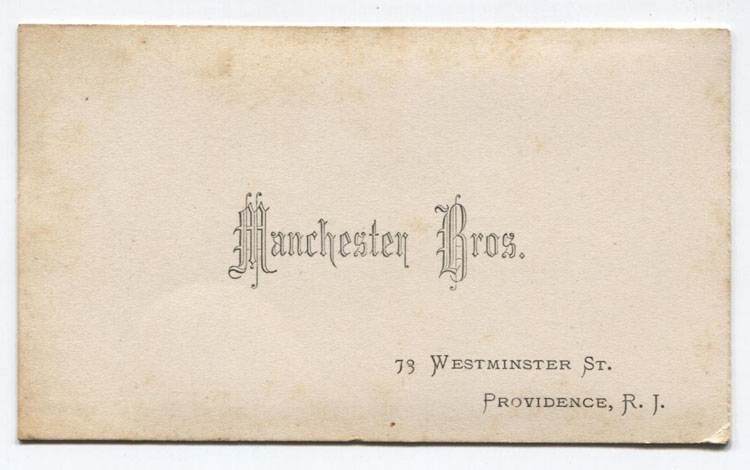 Manchester Bros.
73 Westminster St.
Providence, R. I.